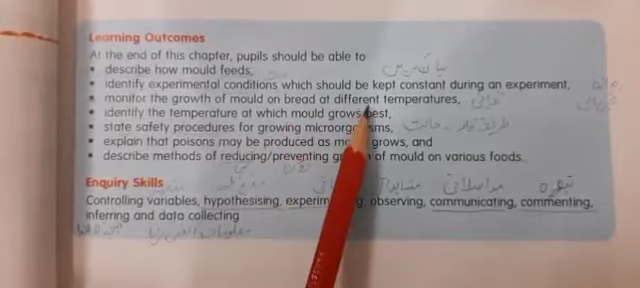 Learning Outcomes
At the end of this chapter, pupils should be able to
بیان کریں
• describe how mould feeds,
• identify experimental conditions which should be kept constant during an experiment,
• monitor the growth of mould on bread at different temperatures,
• identify the temperature at which mould grows best,
• state safety procedures for growing
• explain that poisons may be produced as grows, and
• describe methods of reducing/preventing of mould on various foods.
Enquiry Skills
تبصرہ
Controlling variables, hypothesising, observing, communicating, commenting,
inferring and data collecting